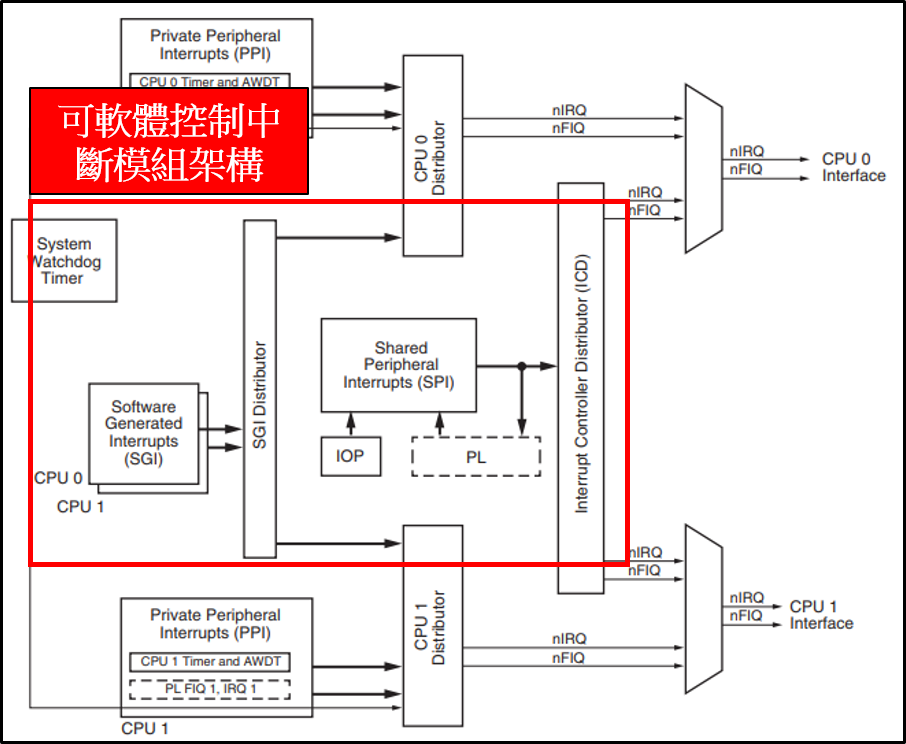 Private Peripheral
Interrupts (PPI)
CPU 0 Timer and AWDT
可軟體控制中
斷模組架構
CPU 0
Distributor
nIRQ
nFIQ
nIRQ
nFIQ
CPU 0
Interface
nIRQ
nFIQ
System
Watchdog
Timer
SGI Distributor
Shared
Peripheral
Interrupts (SPI)
IOP
PL
Interrupt Controller Distributor (ICD)
Software
Generated
Interrupts
(SGI)
CPU 0
CPU 1
nIRQ
nFIQ
nIRQ
nFIQ
CPU 1
Interface
Private Peripheral
Interrupts (PPI)
CPU 1 Timer and AWDT
PL FIQ 1, IRQ 1
CPU 1
CPU 1
Distributor
nIRQ
nFIQ